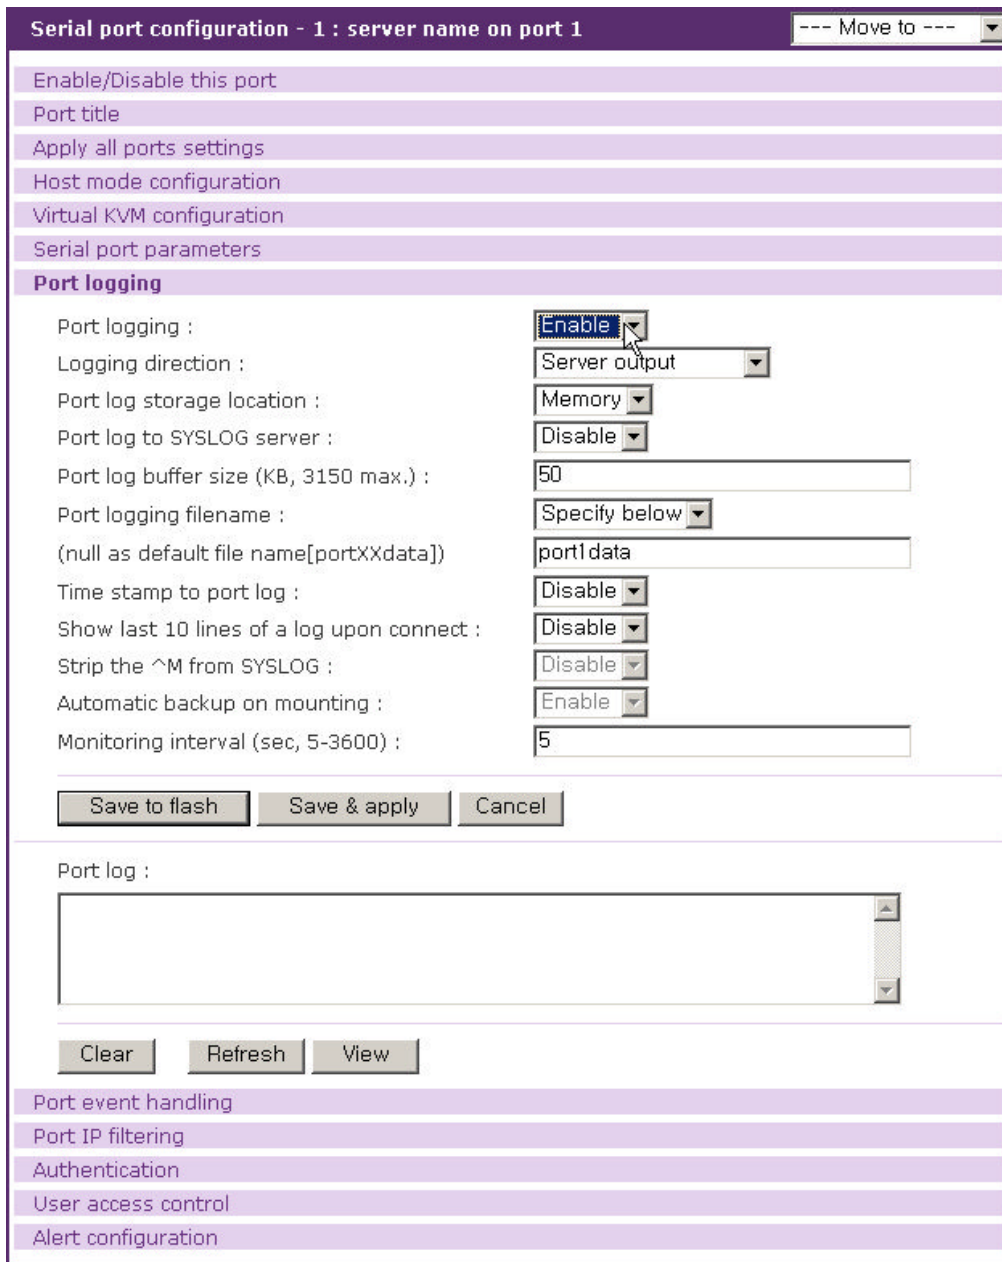 Serial port configuration - 1 : server name on port 1 --- Move to ---
Enable/Disable this port
Port title
Apply all ports settings
Host mode configuration
Virtual KVM configuration
Serial port parameters
Port logging
Port logging : Enable
Logging direction : Server output
Port log storage location : Memory
Port log to SYSLOG server : Disable
Port log buffer size (KB, 3150 max.) : 50
Port logging filename : Specify below
(null as default file name[portXXdata]) port1data
Time stamp to port log : Disable
Show last 10 lines of a log upon connect : Disable
Strip the ^M from SYSLOG : Disable
Automatic backup on mounting : Enable
Monitoring interval (sec, 5-3600) : 5
Save to flash Save & apply Cancel
Port log :
Clear Refresh View
Port event handling
Port IP filtering
Authentication
User access control
Alert configuration